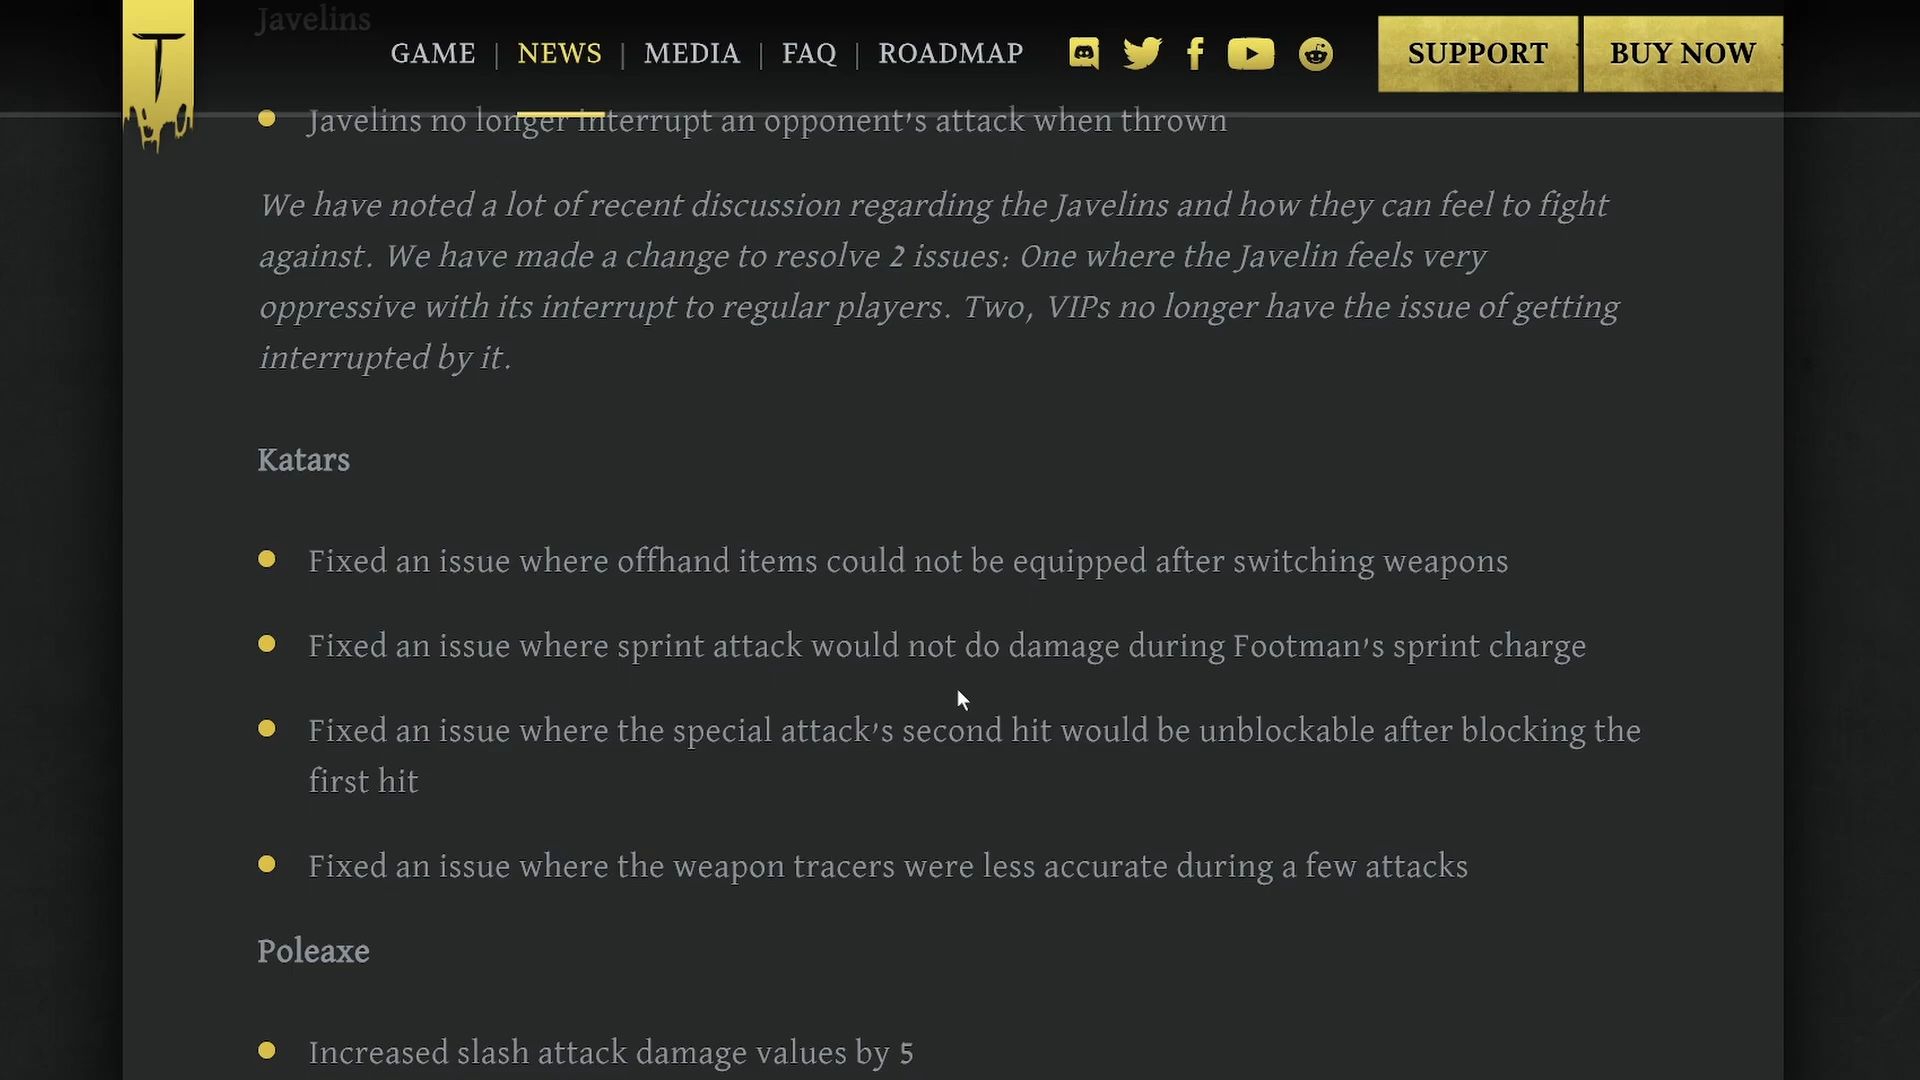 Javelins
GAME | NEWS | MEDIA | FAQ | ROADMAP
SUPPORT
BUY NOW
Javelins no longer interrupt an opponent's attack when thrown
We have noted a lot of recent discussion regarding the Javelins and how they can feel to fight
against. We have made a change to resolve 2 issues: One where the Javelin feels very
oppressive with its interrupt to regular players. Two, VIPs no longer have the issue of getting
interrupted by it.
Katars
Fixed an issue where offhand items could not be equipped after switching weapons
Fixed an issue where sprint attack would not do damage during Footman's sprint charge
Fixed an issue where the special attack's second hit would be unblockable after blocking the
first hit
Fixed an issue where the weapon tracers were less accurate during a few attacks
Poleaxe
Increased slash attack damage values by 5